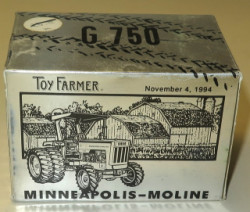 G 750
TOY FARMER
November 4, 1994
MINNEAPOLIS-MOLINE